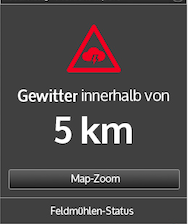 Gewitter innerhalb von
5 km
Map-Zoom
Feldmühlen-Status